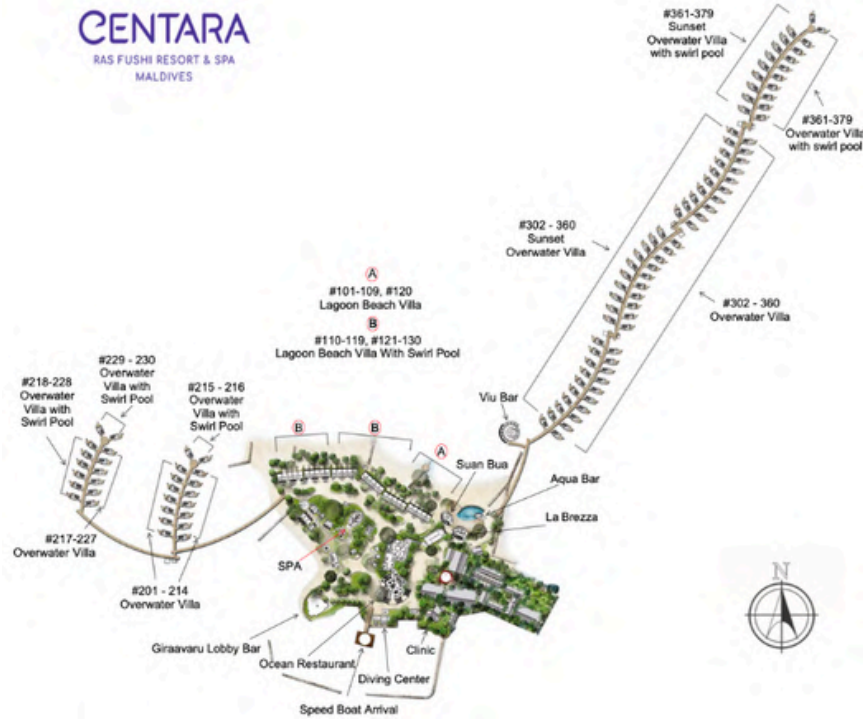 CENTARA
RAS FUSHI RESORT & SPA
MALDIVES
#361-379
Sunset
Overwater Villa
with swirl pool
#361-379
Overwater Villa
with swirl pool
#302 - 360
Sunset
Overwater Villa
#302 - 360
Overwater Villa
A
#101-109, #120
Lagoon Beach Villa
B
#110-119, #121-130
Lagoon Beach Villa With Swirl Pool
#229 - 230
Overwater
Villa with
Swirl Pool
#218-228
Overwater
Villa with
Swirl Pool
#215 - 216
Overwater
Villa with
Swirl Pool
Viu Bar
B
B
A
Suan Bua
Aqua Bar
La Brezza
#217-227
Overwater Villa
SPA
#201 - 214
Overwater Villa
N
Giraavaru Lobby Bar
Ocean Restaurant
Clinic
Diving Center
Speed Boat Arrival